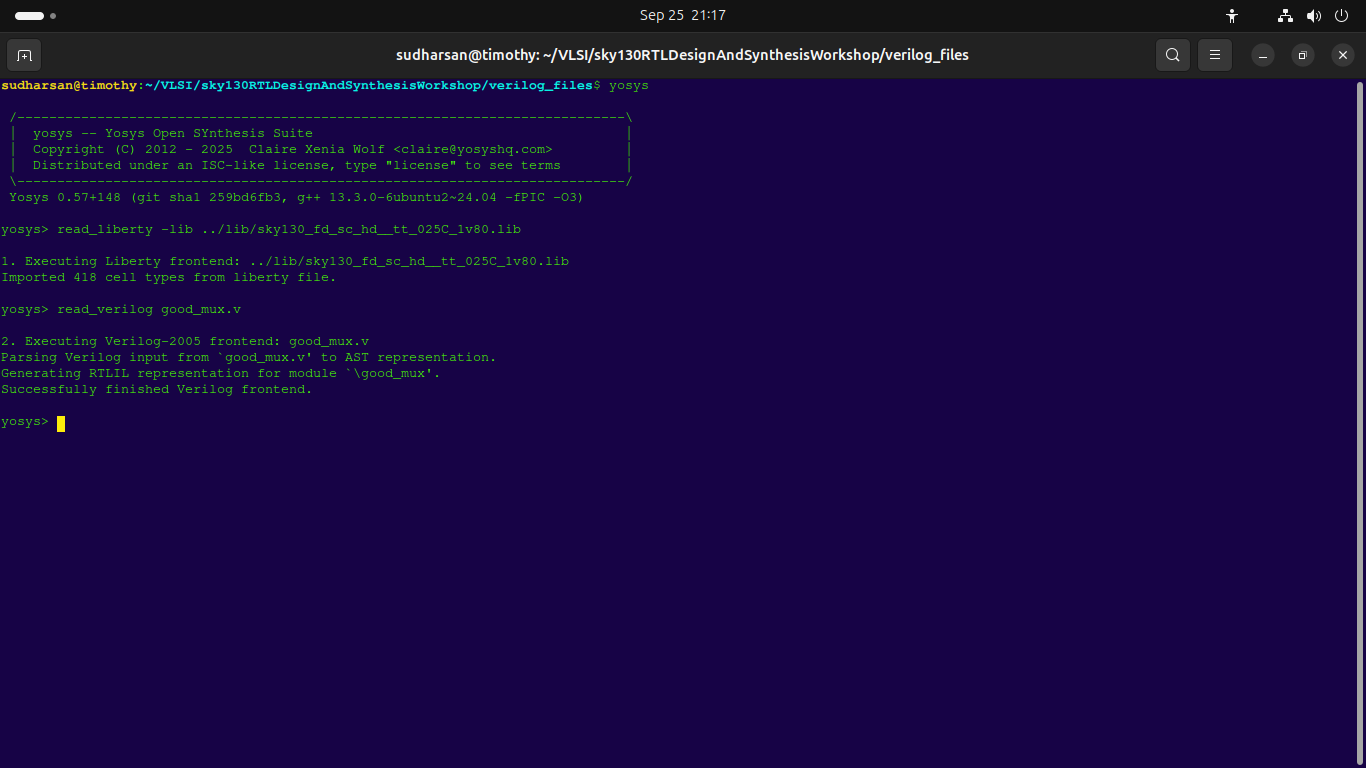 Sep 25  21:17
sudharsan@timothy: ~/VLSI/sky130RTLDesignAndSynthesisWorkshop/verilog_files
sudharsan@timothy:~/VLSI/sky130RTLDesignAndSynthesisWorkshop/verilog_files$ yosys
/----------------------------------------------------------------------------\
|  yosys -- Yosys Open SYnthesis Suite                                       |
|  Copyright (C) 2012 - 2025  Claire Xenia Wolf <claire@yosyshq.com>         |
|  Distributed under an ISC-like license, type "license" to see terms        |
\----------------------------------------------------------------------------/
Yosys 0.57+148 (git sha1 259bd6fb3, g++ 13.3.0-6ubuntu2~24.04 -fPIC -O3)
yosys> read_liberty -lib ../lib/sky130_fd_sc_hd__tt_025C_1v80.lib
1. Executing Liberty frontend: ../lib/sky130_fd_sc_hd__tt_025C_1v80.lib
Imported 418 cell types from liberty file.
yosys> read_verilog good_mux.v
2. Executing Verilog-2005 frontend: good_mux.v
Parsing Verilog input from `good_mux.v' to AST representation.
Generating RTLIL representation for module `\good_mux'.
Successfully finished Verilog frontend.
yosys>